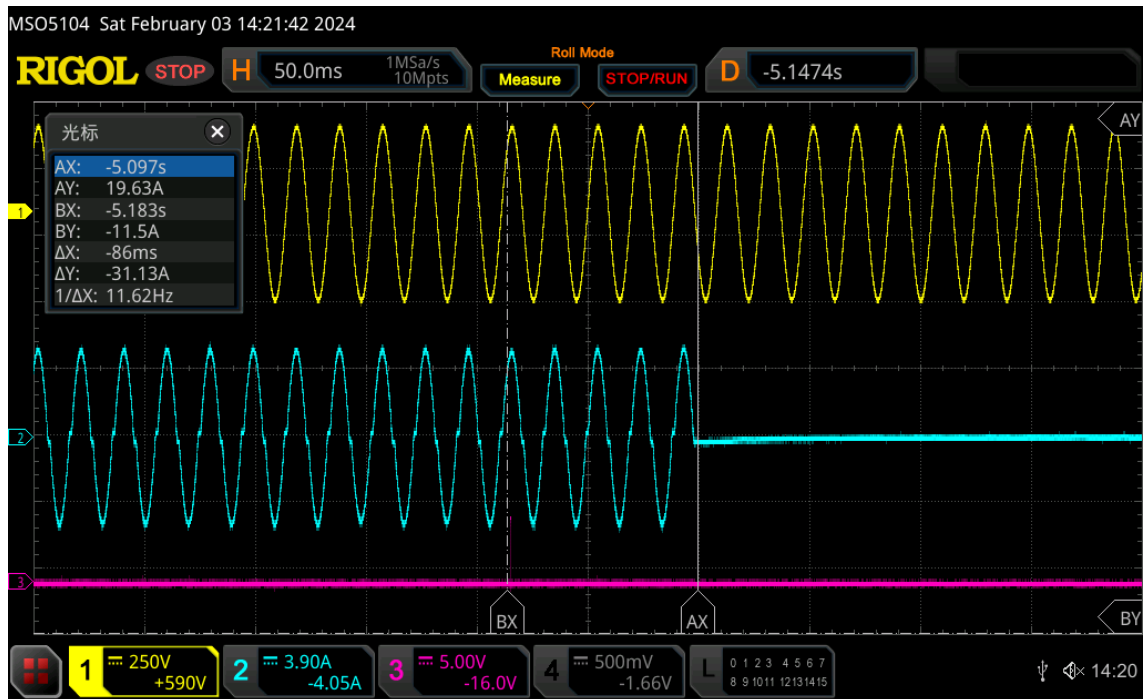 MSO5104 Sat February 03 14:21:42 2024
RIGOL STOP H 50.0ms 1MSa/s 10Mpts Roll Mode Measure STOP/RUN D -5.1474s
光标
AX: -5.097s
AY: 19.63A
BX: -5.183s
BY: -11.5A
ΔX: -86ms
ΔY: -31.13A
1/ΔX: 11.62Hz
AY
1
2
3
BX AX BY
1 250V +590V
2 3.90A -4.05A
3 5.00V -16.0V
4 500mV -1.66V
L 0 1 2 3 4 5 6 7
8 9 10 11 12 13 14 15
14:20